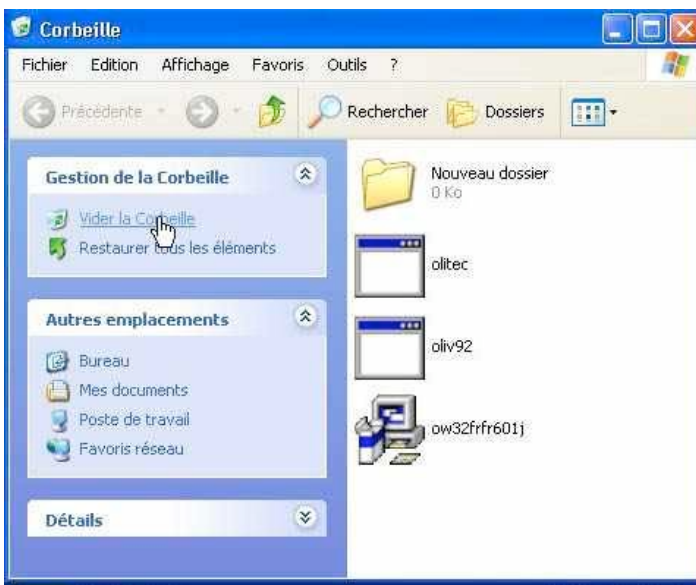 Corbeille
Fichier Edition Affichage Favoris Outils ?
Précédente Rechercher Dossiers
Gestion de la Corbeille
Vider la Corbeille
Restaurer tous les éléments
Autres emplacements
Bureau
Mes documents
Poste de travail
Favoris réseau
Détails
Nouveau dossier
0 Ko
olitec
oliv92
ow32frfr601j